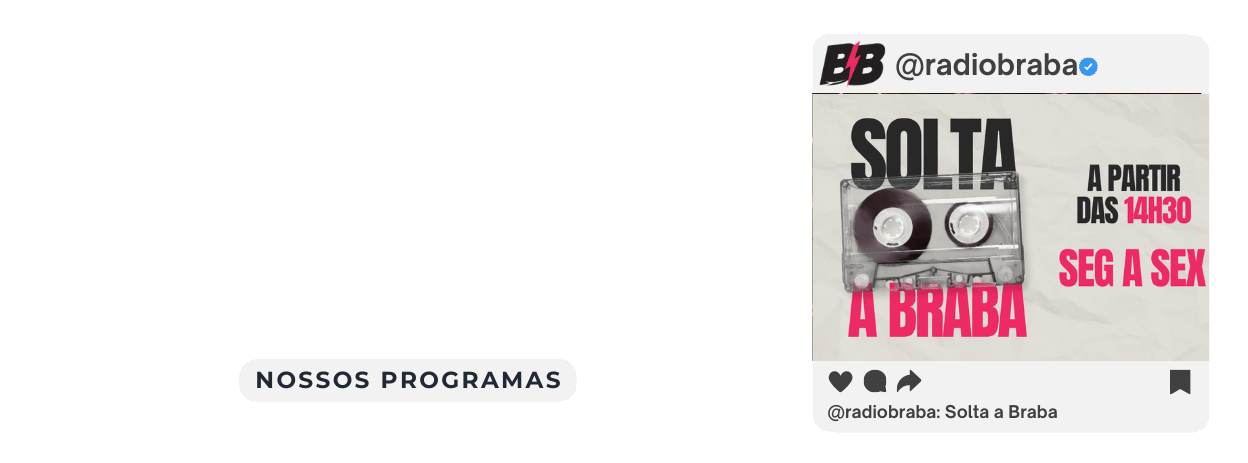 NOSSOS PROGRAMAS
BB @radiobraba
SOLTA
A BRABA
A PARTIR
DAS 14H30
SEG A SEX
@radiobraba: Solta a Braba